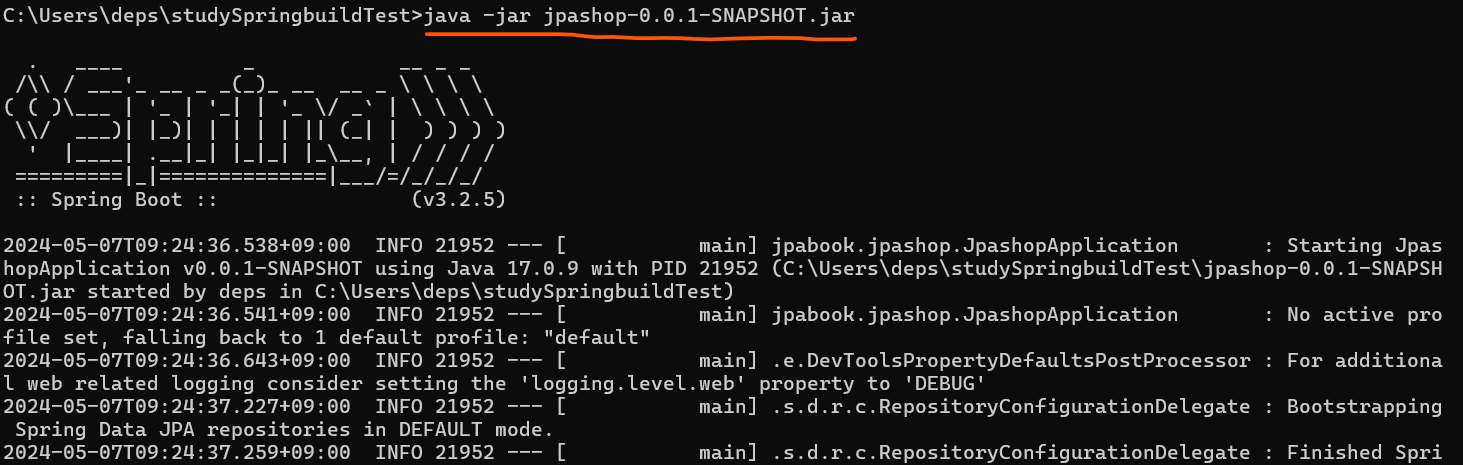 C:\Users\deps\studySpringbuildTest>java -jar jpashop-0.0.1-SNAPSHOT.jar
  .   ____          _            __ _ _
 /\\ / ___'_ __ _ _(_)_ __  __ _ \ \ \ \
( ( )\___ | '_ | '_| | '_ \/ _` | \ \ \ \
 \\/  ___)| |_)| | | | | || (_| |  ) ) ) )
  '  |____| .__|_| |_|_| |_\__, | / / / /
 =========|_|==============|___/=/_/_/_/
 :: Spring Boot ::                (v3.2.5)
2024-05-07T09:24:36.538+09:00  INFO 21952 --- [           main] jpabook.jpashop.JpashopApplication       : Starting Jpas
hopApplication v0.0.1-SNAPSHOT using Java 17.0.9 with PID 21952 (C:\Users\deps\studySpringbuildTest\jpashop-0.0.1-SNAPSH
OT.jar started by deps in C:\Users\deps\studySpringbuildTest)
2024-05-07T09:24:36.541+09:00  INFO 21952 --- [           main] jpabook.jpashop.JpashopApplication       : No active pro
file set, falling back to 1 default profile: "default"
2024-05-07T09:24:36.643+09:00  INFO 21952 --- [           main] .e.DevToolsPropertyDefaultsPostProcessor : For additiona
l web related logging consider setting the 'logging.level.web' property to 'DEBUG'
2024-05-07T09:24:37.227+09:00  INFO 21952 --- [           main] .s.d.r.c.RepositoryConfigurationDelegate : Bootstrapping
 Spring Data JPA repositories in DEFAULT mode.
2024-05-07T09:24:37.259+09:00  INFO 21952 --- [           main] .s.d.r.c.RepositoryConfigurationDelegate : Finished Spri